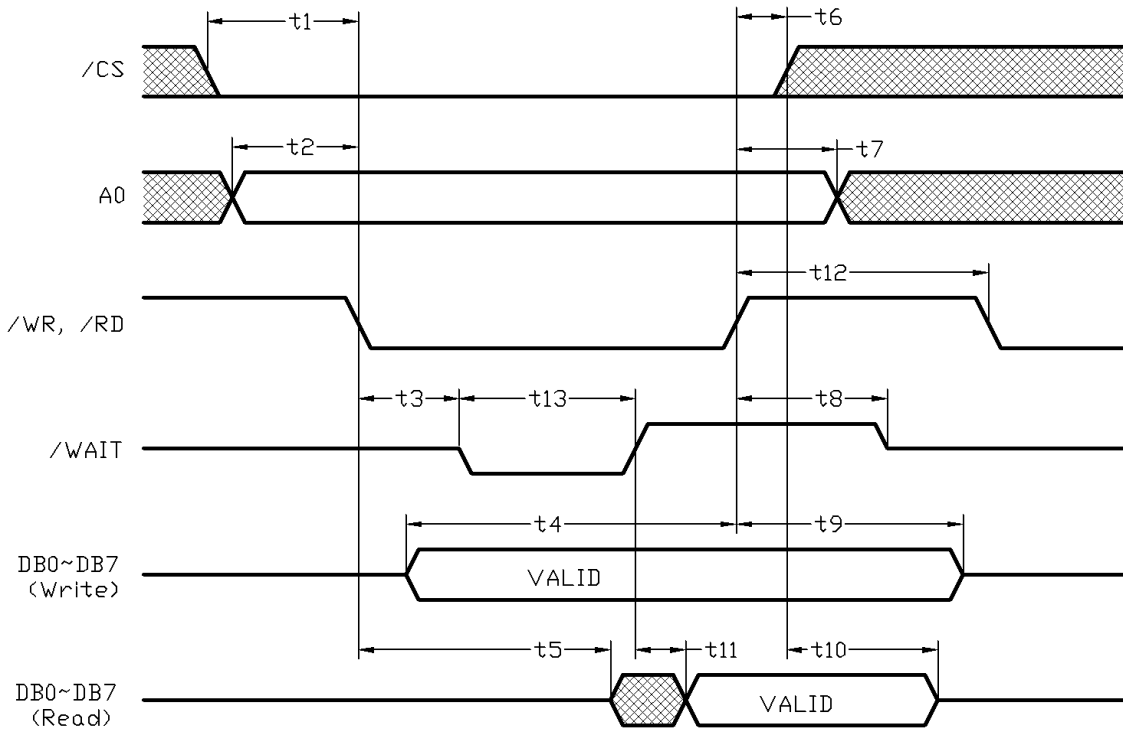 t1
t6
/CS
t2
t7
A0
t12
/WR, /RD
t3
t13
t8
/WAIT
t4
t9
DB0~DB7
(Write)
VALID
t5
t11
t10
DB0~DB7
(Read)
VALID